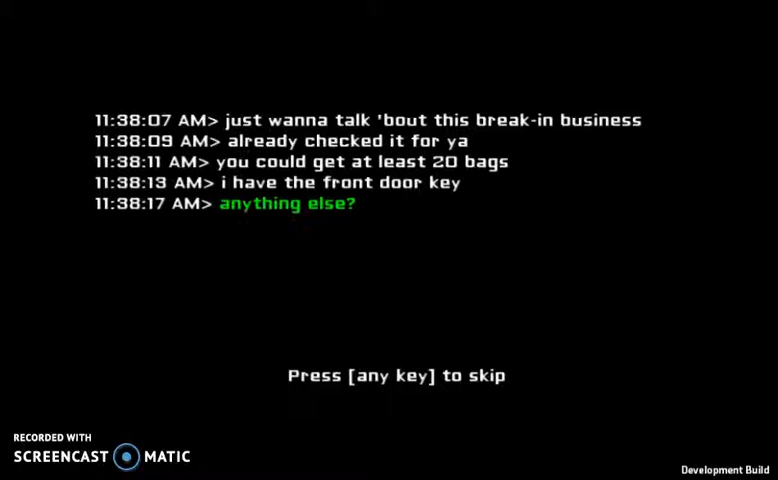 11:38:07 AM> just wanna talk 'bout this break-in business
11:38:09 AM> already checked it for ya
11:38:11 AM> you could get at least 20 bags
11:38:13 AM> i have the front door key
11:38:17 AM> anything else?
Press [any key] to skip
RECORDED WITH
SCREENCAST MATIC
Development Build